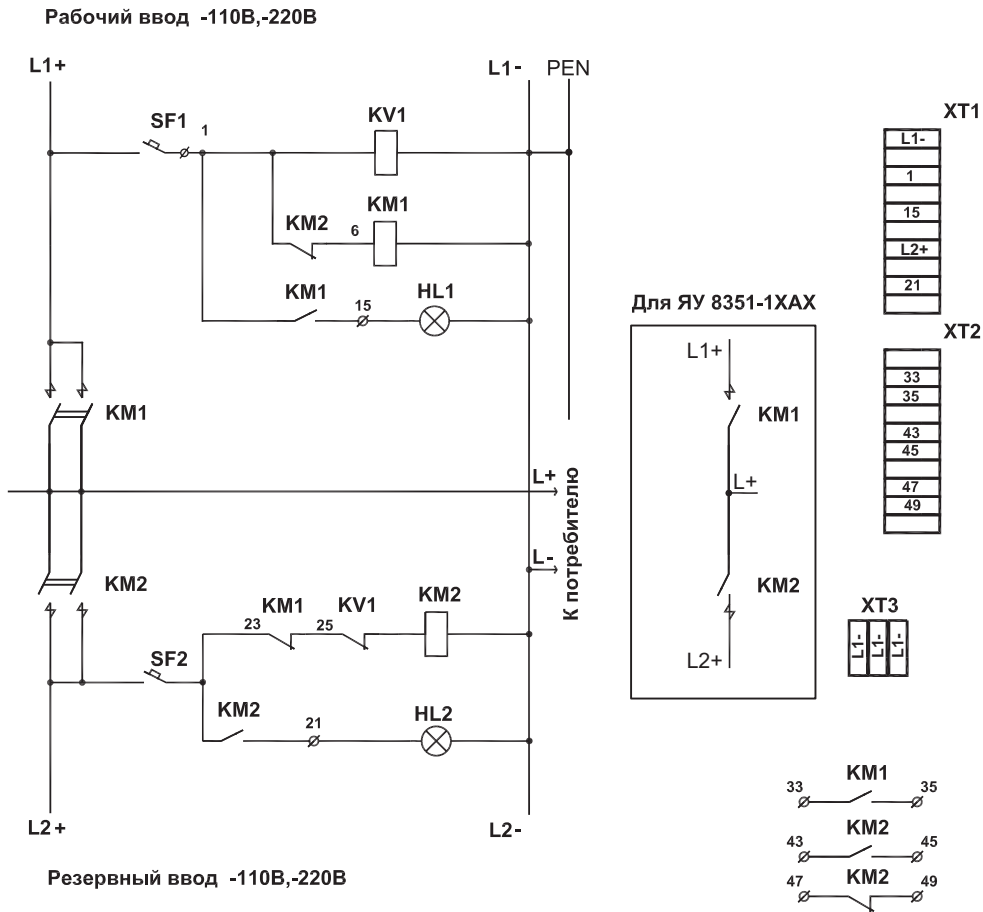 Рабочий ввод -110В,-220В
L1+
L1-
PEN
SF1
1
KV1
KM2
6
KM1
KM1
15
HL1
KM1
L+
К потребителю
L-
KM2
KM1
KV1
KM2
23
25
SF2
KM2
21
HL2
L2+
L2-
Резервный ввод -110В,-220В
Для ЯУ 8351-1ХАХ
L1+
KM1
L+
KM2
L2+
XT1
L1-
1
15
L2+
21
XT2
33
35
43
45
47
49
XT3
L1-
L1-
L1-
KM1
33
35
KM2
43
45
KM2
47
49